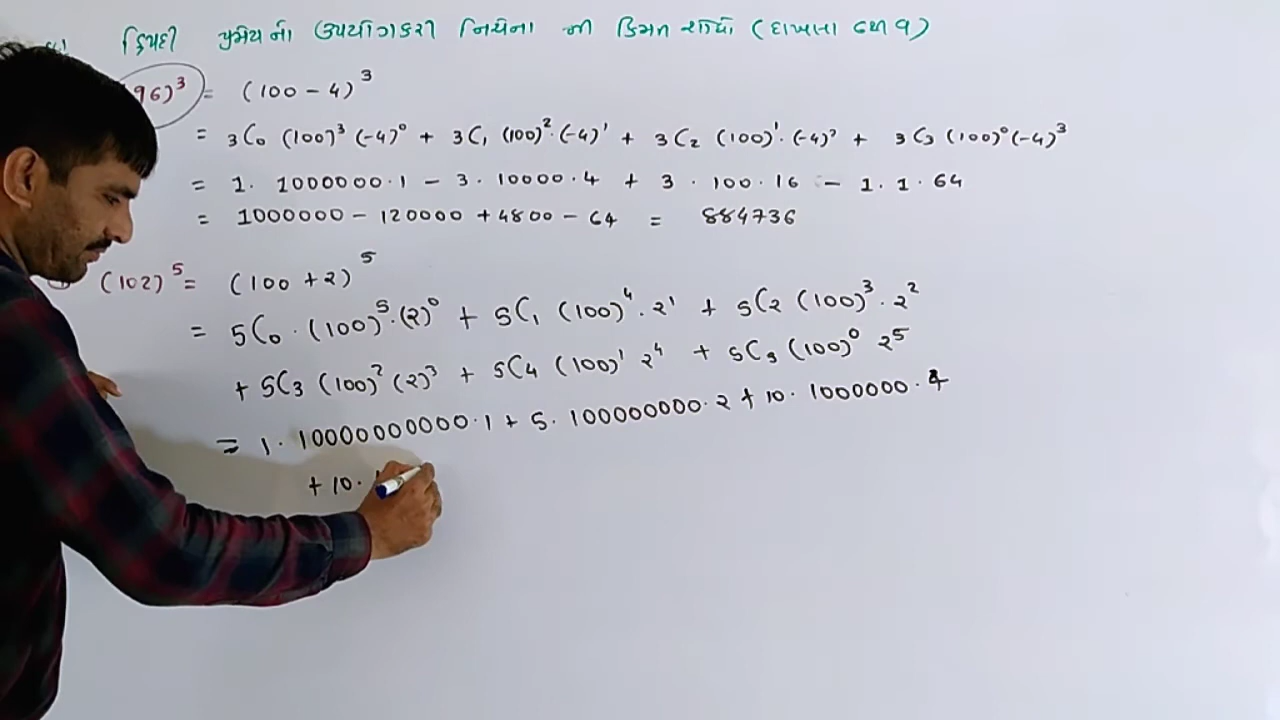 દ્વિપદી પ્રમેયનો ઉપયોગ કરી નિચેના ની કિંમત શોધો (દાખલા
96)³ = (100 - 4)³
= 3C₀ (100)³ (-4)⁰ + 3C₁ (100)²·(-4)¹ + 3C₂ (100)¹·(-4)² + 3C₃ (100)⁰(-4)³
= 1. 1000000·1 - 3.10000.4 + 3 · 100.16 - 1.1.64
= 1000000 - 120000 + 4800 - 64 = 884736
(102)⁵ = (100 + 2)⁵
= 5C₀ · (100)⁵·(2)⁰ + 5C₁ (100)⁴·2¹ + 5C₂ (100)³·2²
+ 5C₃ (100)² (2)³ + 5C₄ (100)¹ 2⁴ + 5C₃ (100)⁰ 2⁵
= 1· 10000000000·1 + 5. 100000000·2 + 10. 1000000.4
+ 10·